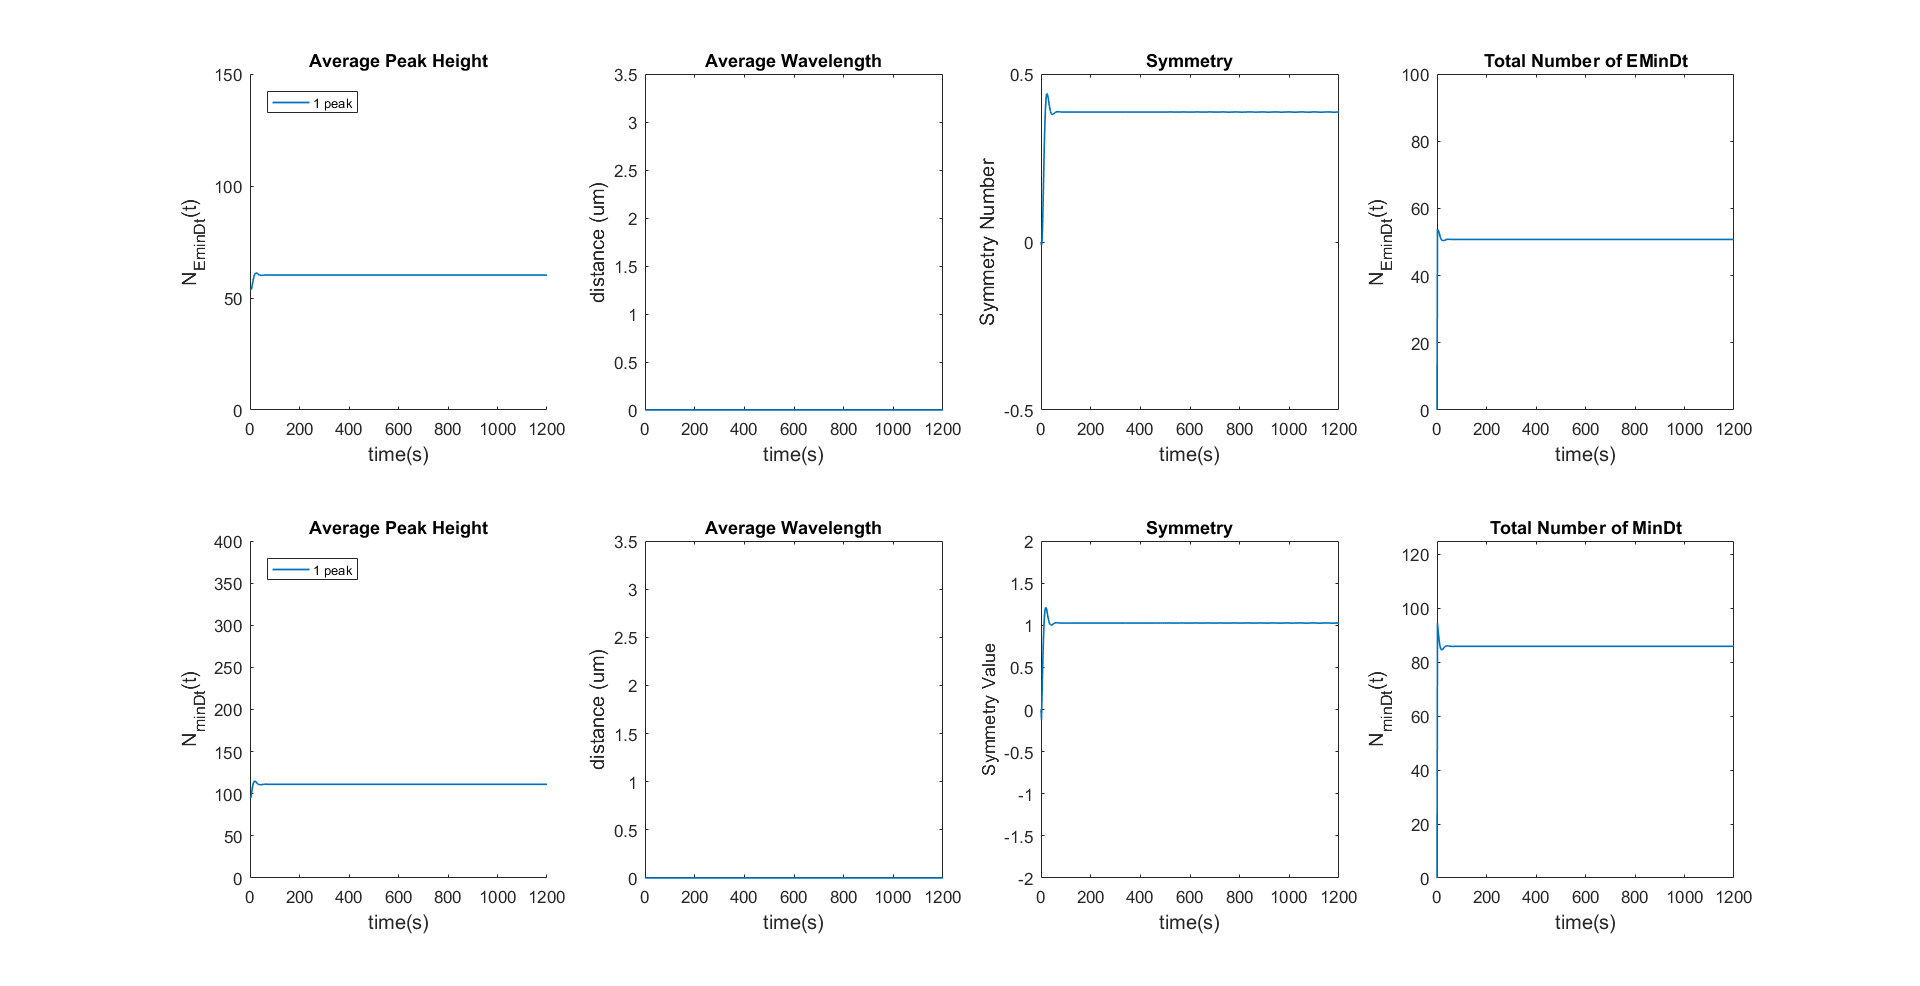 Average Peak Height
150
100
50
0
N_EminDt(t)
1 peak
0 200 400 600 800 1000 1200
time(s)
Average Wavelength
3.5
3
2.5
2
1.5
1
0.5
0
distance (um)
0 200 400 600 800 1000 1200
time(s)
Symmetry
0.5
0
-0.5
Symmetry Number
0 200 400 600 800 1000 1200
time(s)
Total Number of EMinDt
100
80
60
40
20
0
N_EminDt(t)
0 200 400 600 800 1000 1200
time(s)
Average Peak Height
400
350
300
250
200
150
100
50
0
N_minDt(t)
1 peak
0 200 400 600 800 1000 1200
time(s)
Average Wavelength
3.5
3
2.5
2
1.5
1
0.5
0
distance (um)
0 200 400 600 800 1000 1200
time(s)
Symmetry
2
1.5
1
0.5
0
-0.5
-1
-1.5
-2
Symmetry Value
0 200 400 600 800 1000 1200
time(s)
Total Number of MinDt
120
100
80
60
40
20
0
N_minDt(t)
0 200 400 600 800 1000 1200
time(s)